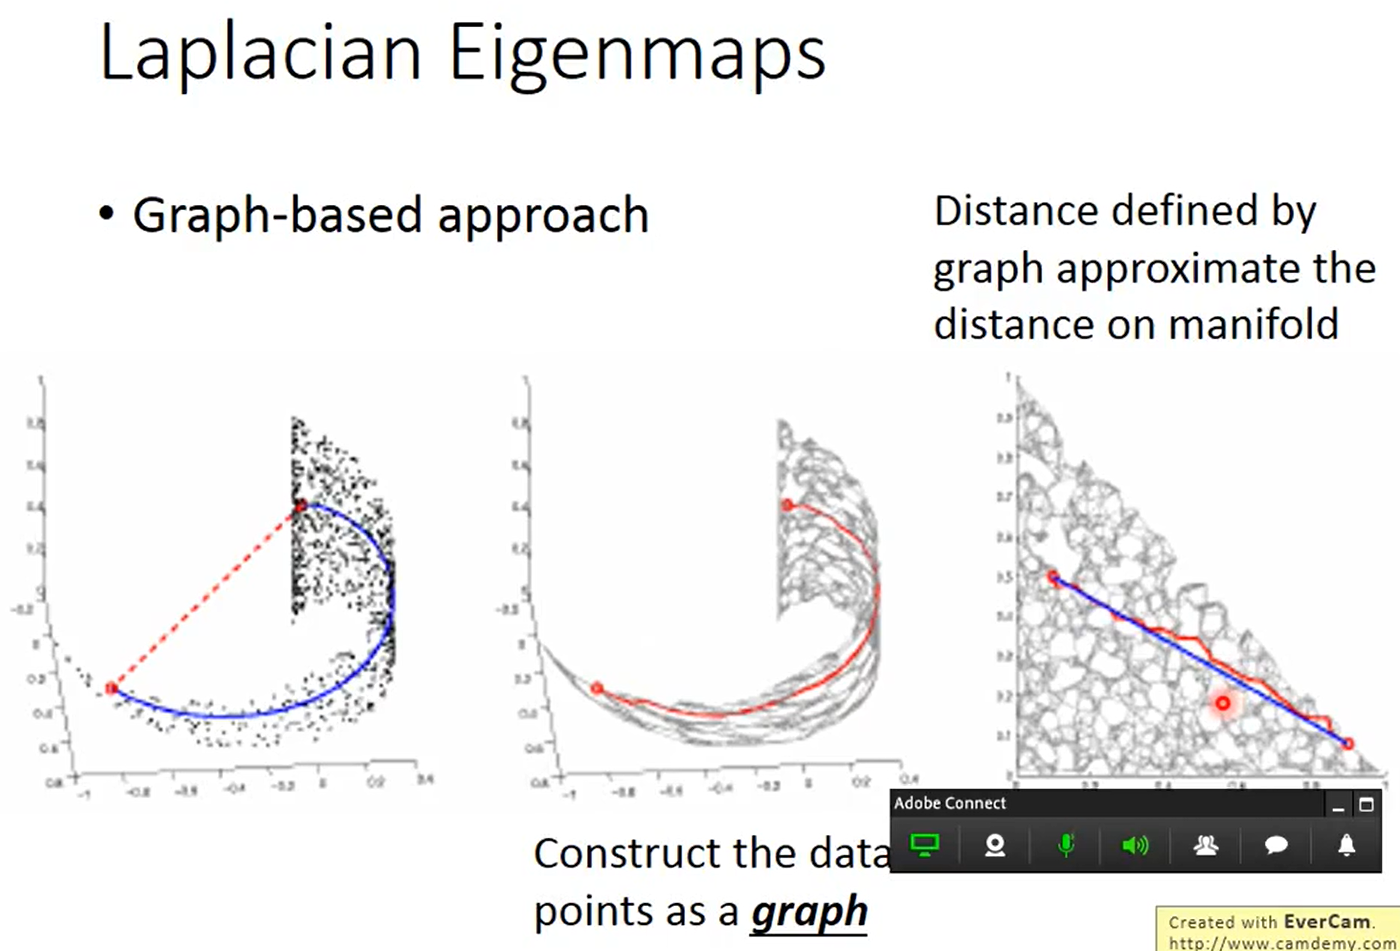 Laplacian Eigenmaps
• Graph-based approach
Distance defined by
graph approximate the
distance on manifold
Construct the data
points as a graph
Adobe Connect
Created with EverCam.
http://www.camdemy.com